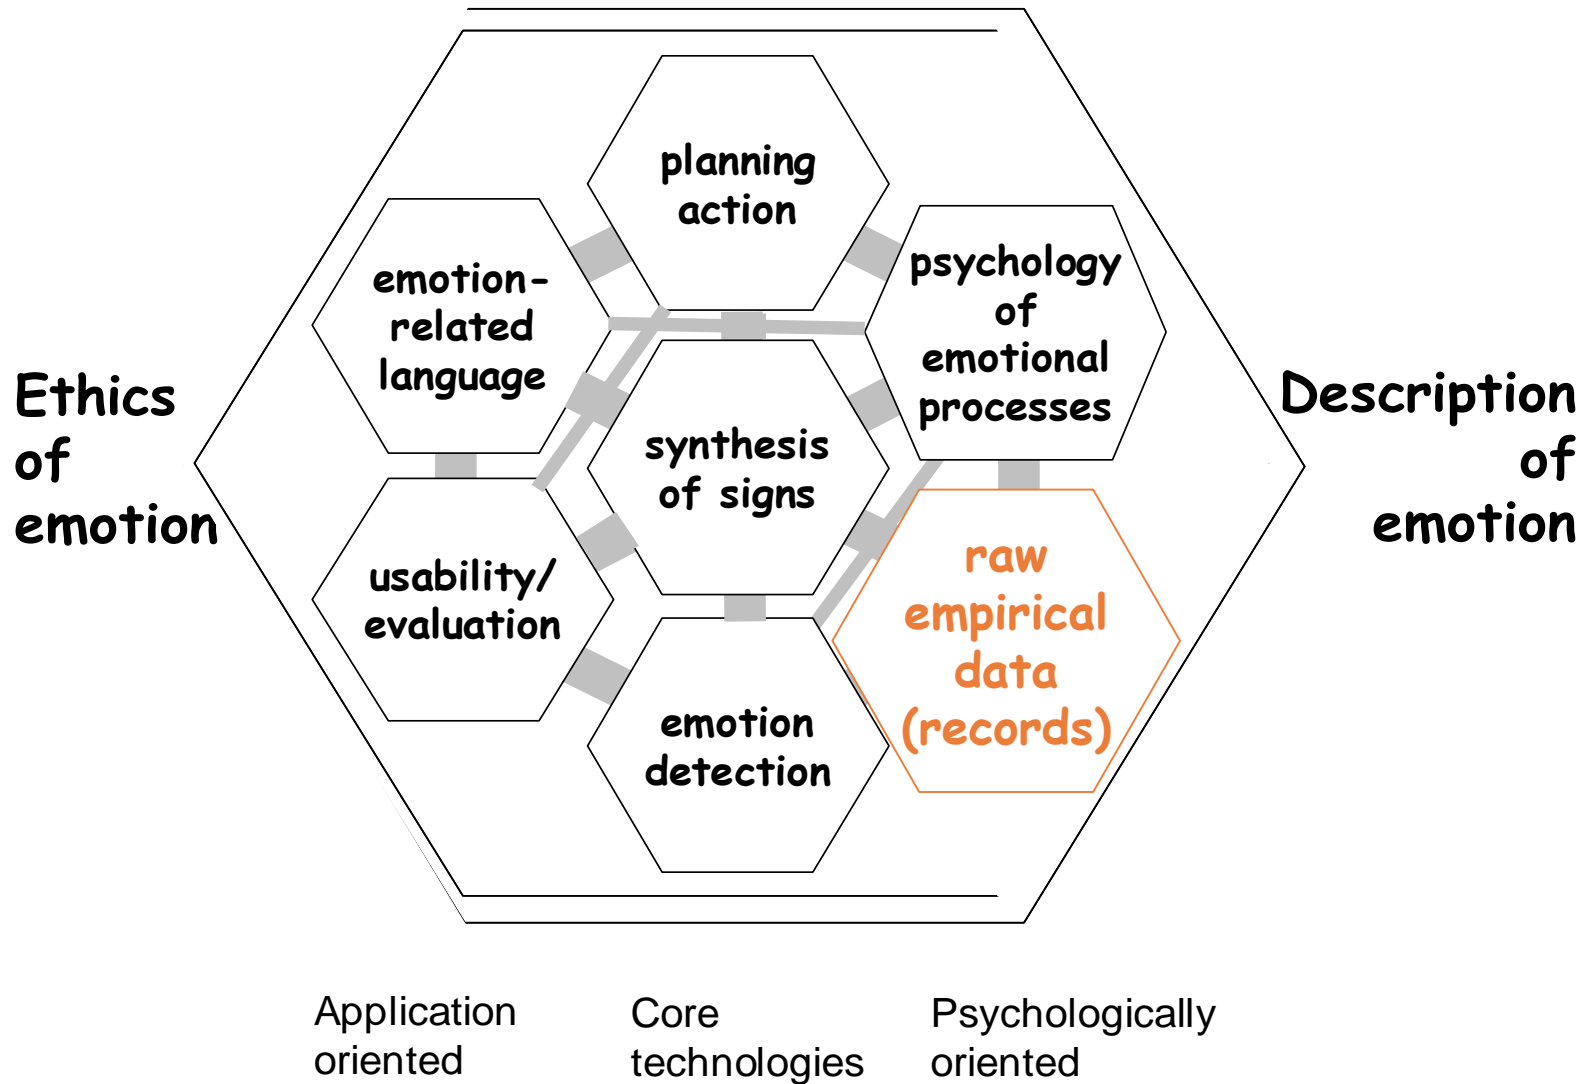 planning
action
emotion-
related
language
psychology
of
emotional
processes
Ethics
of
emotion
synthesis
of signs
Description
of
emotion
usability/
evaluation
raw
empirical
data
(records)
emotion
detection
Application
oriented
Core
technologies
Psychologically
oriented